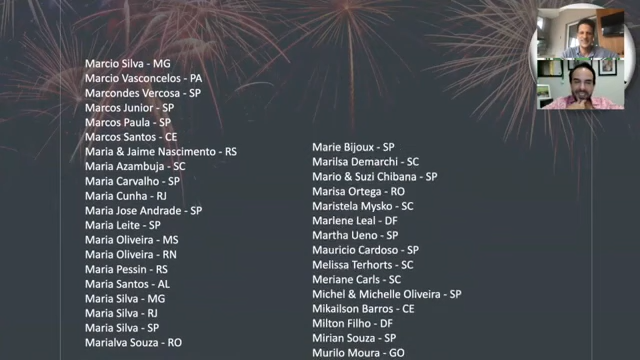 Marcio Silva - MG
Marcio Vasconcelos - PA
Marcondes Vercosa - SP
Marcos Junior - SP
Marcos Paula - SP
Marcos Santos - CE
Maria & Jaime Nascimento - RS
Maria Azambuja - SC
Maria Carvalho - SP
Maria Cunha - RJ
Maria Jose Andrade - SP
Maria Leite - SP
Maria Oliveira - MS
Maria Oliveira - RN
Maria Pessin - RS
Maria Santos - AL
Maria Silva - MG
Maria Silva - RJ
Maria Silva - SP
Marialva Souza - RO
Marie Bijoux - SP
Marilsa Demarchi - SC
Mario & Suzi Chibana - SP
Marisa Ortega - RO
Maristela Mysko - SC
Marlene Leal - DF
Martha Ueno - SP
Mauricio Cardoso - SP
Melissa Terhorts - SC
Meriane Carls - SC
Michel & Michelle Oliveira - SP
Mikailson Barros - CE
Milton Filho - DF
Mirian Souza - SP
Murilo Moura - GO